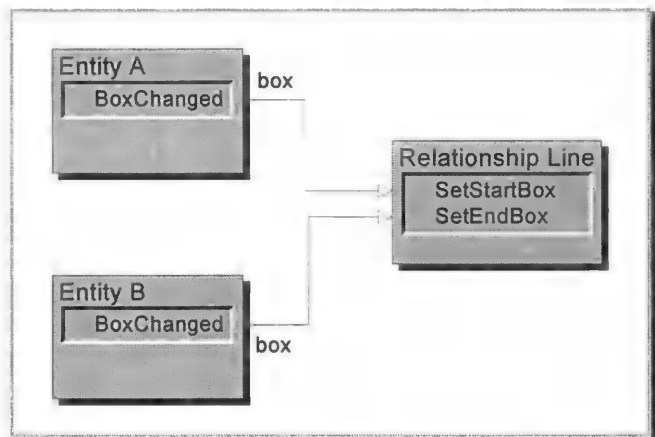 Entity A
BoxChanged
box
Relationship Line
SetStartBox
SetEndBox
Entity B
BoxChanged
box